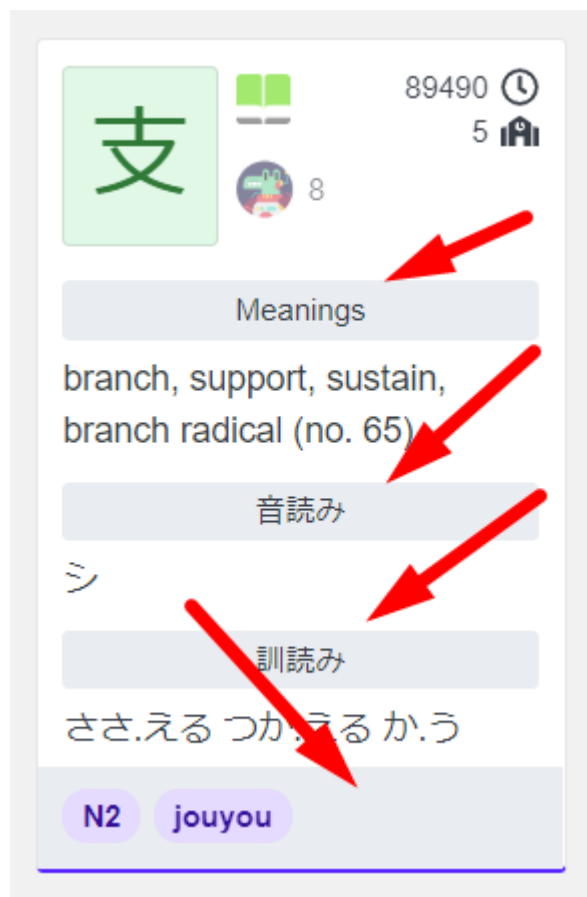 支
89490
5
8
Meanings
branch, support, sustain,
branch radical (no. 65)
音読み
シ
訓読み
ささ.える つか.える か.う
N2 jouyou